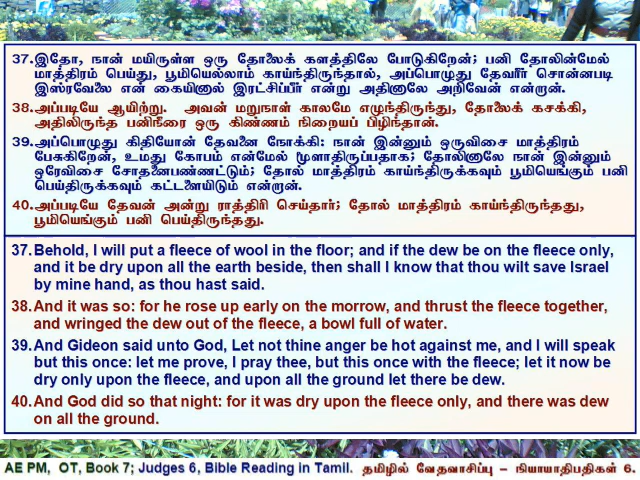 37.இதோ, நான் மயிருள்ள ஒரு தோலைக் களத்திலே போடுகிறேன்; பனி தோலின்மேல்
மாத்திரம் பெய்து, பூமியெல்லாம் காய்ந்திருந்தால், அப்பொழுது தேவரீர் சொன்னபடி
இஸ்ரவேலை என் கையினால் இரட்சிப்பீர் என்று அதினாலே அறிவேன் என்றான்.
38.அப்படியே ஆயிற்று. அவன் மறுநாள் காலமே எழுந்திருந்து, தோலைக் கசக்கி,
அதிலிருந்த பனிநீரை ஒரு கிண்ணம் நிறையப் பிழிந்தான்.
39.அப்பொழுது கிதியோன் தேவனை நோக்கி: நான் இன்னும் ஒருவிசை மாத்திரம்
பேசுகிறேன், உமது கோபம் என்மேல் மூளாதிருப்பதாக; தோலினாலே நான் இன்னும்
ஒரேவிசை சோதனைபண்ணட்டும்; தோல் மாத்திரம் காய்ந்திருக்கவும் பூமியெங்கும் பனி
பெய்திருக்கவும் கட்டளையிடும் என்றான்.
40.அப்படியே தேவன் அன்று ராத்திரி செய்தார்; தோல் மாத்திரம் காய்ந்திருந்தது,
பூமியெங்கும் பனி பெய்திருந்தது.
37.Behold, I will put a fleece of wool in the floor; and if the dew be on the fleece only,
and it be dry upon all the earth beside, then shall I know that thou wilt save Israel
by mine hand, as thou hast said.
38.And it was so: for he rose up early on the morrow, and thrust the fleece together,
and wringed the dew out of the fleece, a bowl full of water.
39.And Gideon said unto God, Let not thine anger be hot against me, and I will speak
but this once: let me prove, I pray thee, but this once with the fleece; let it now be
dry only upon the fleece, and upon all the ground let there be dew.
40.And God did so that night: for it was dry upon the fleece only, and there was dew
on all the ground.
AE PM, OT, Book 7; Judges 6, Bible Reading in Tamil. தமிழில் வேதவாசிப்பு – நியாயாதிபதிகள் 6.